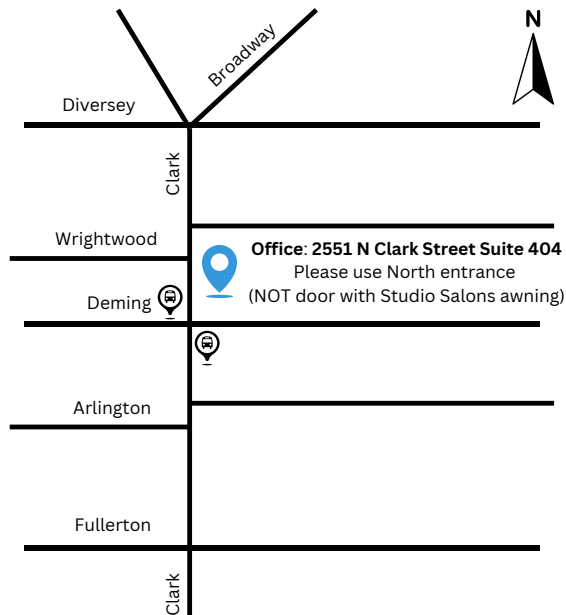 N
Broadway
Diversey
Clark
Wrightwood
Office: 2551 N Clark Street Suite 404
Please use North entrance
(NOT door with Studio Salons awning)
Deming
Arlington
Fullerton
Clark